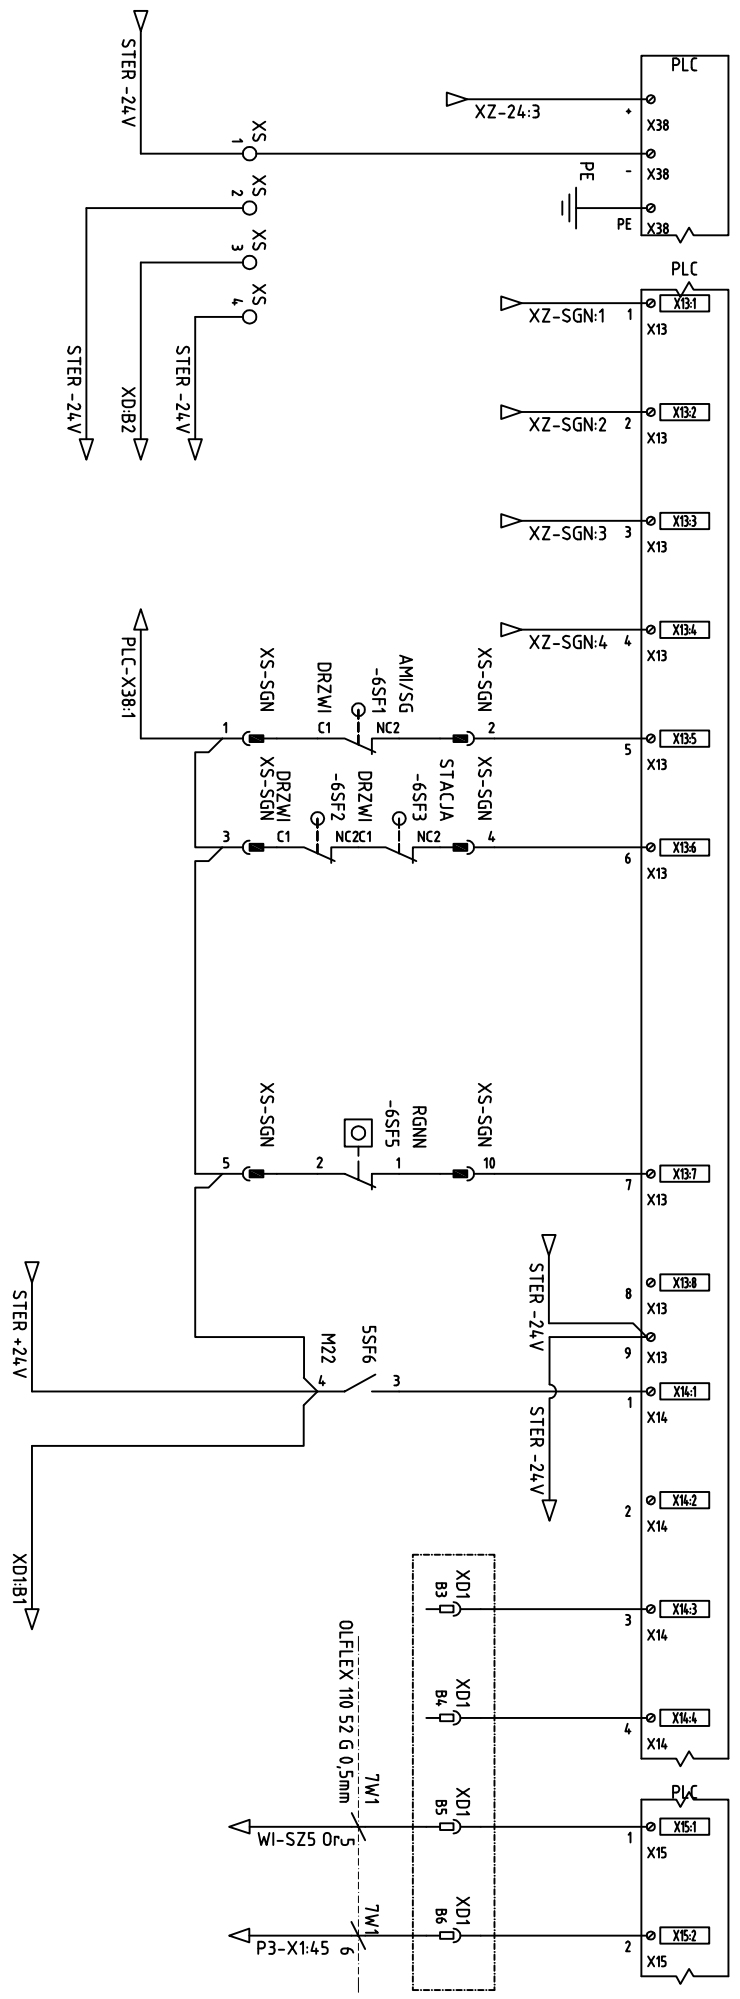 PLC
STER -24V
XZ-24:3
+
X38
XS
1
-
X38
PE
XS
2
PE
X38
XS
3
PLC
XS
4
X13:1
XZ-SGN:1
1
X13
STER -24V
XD:B2
STER -24V
X13:2
XZ-SGN:2
2
X13
X13:3
XZ-SGN:3
3
X13
X13:4
XZ-SGN:4
4
X13
PLC-X38:1
XS-SGN
DRZWI
-6SF1
AMI/SG
XS-SGN
1
C1
NC2
2
X13:5
5
X13
XS-SGN
DRZWI
-6SF2
DRZWI
-6SF3
STACJA
XS-SGN
3
C1
NC2
C1
NC2
4
X13:6
6
X13
XS-SGN
-6SF5
RGNN
XS-SGN
5
2
1
10
X13:7
7
X13
X13:8
8
X13
STER -24V
9
X13
STER +24V
M22
5SF6
4
3
X14:1
1
X14
STER -24V
X14:2
2
X14
XD1:B1
XD1
B3
X14:3
3
X14
OLFLEX 110 52 G 0,5mm
XD1
B4
X14:4
4
X14
PLC
7W1
XD1
B5
X15:1
WI-SZ5 Or
5
1
X15
7W1
XD1
B6
X15:2
P3-X1:45
6
2
X15